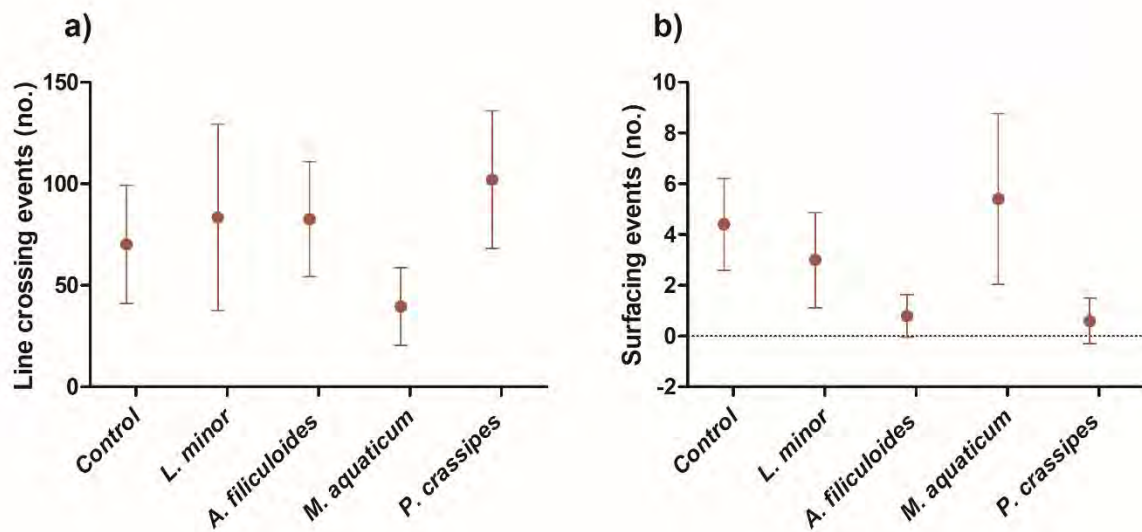 a)
Line crossing events (no.)
150
100
50
0
Control
L. minor
A. filiculoides
M. aquaticum
P. crassipes
b)
Surfacing events (no.)
10
8
6
4
2
0
-2
Control
L. minor
A. filiculoides
M. aquaticum
P. crassipes